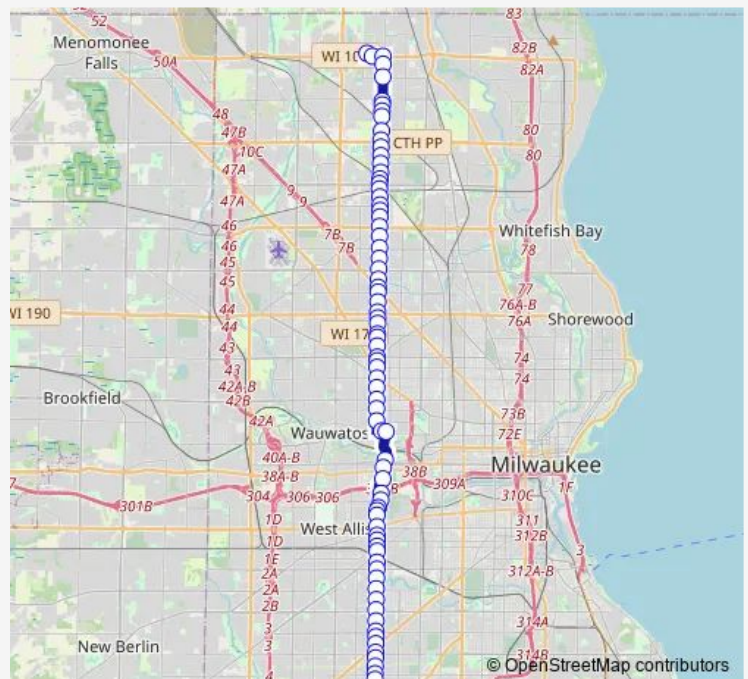 52
83
Menomonee
Falls
82B
WI 10
50A
82A
48
80
47B
CTH PP
10C
80
47A
9
9
47A
46
7B
Whitefish Bay
46
7B
78
45
45
77
76A-B
WI 190
44
76A
Shorewood
44
WI 17
43
74
43
74
42A-B
42B
Brookfield
73B
42A
72E
Wauwatos
40A-B
Milwaukee
38A-B
38B
7
309A
1F
304
306
306
310C
301B
311
1D
West Allis
312B
1D
3
1E
2A
312A-B
2A
2B
3
314A
3
New Berlin
314B
4
© OpenStreetMap contributors